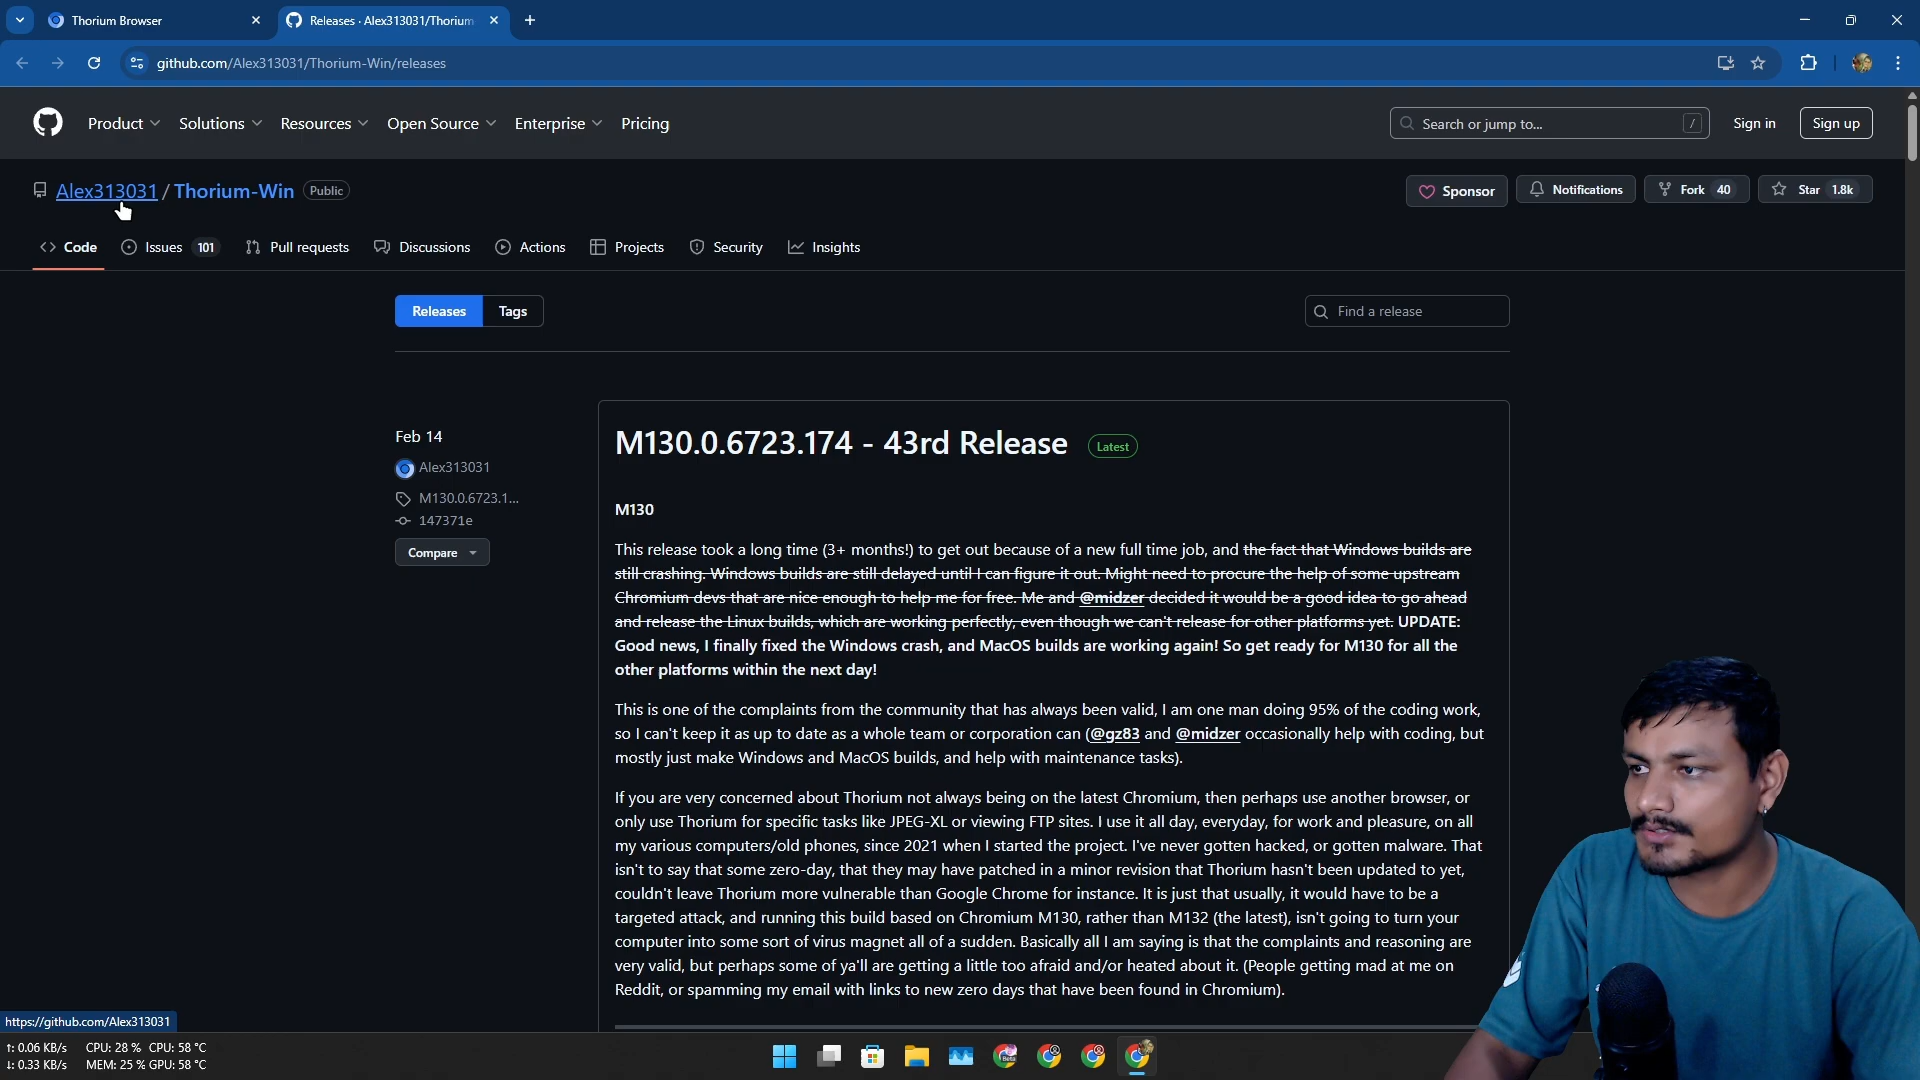 Thorium Browser
Releases · Alex313031/Thorium
github.com/Alex313031/Thorium-Win/releases
Product Solutions Resources Open Source Enterprise Pricing
Search or jump to... / Sign in Sign up
Alex313031 / Thorium-Win Public
Sponsor Notifications Fork 40 Star 1.8k
Code Issues 101 Pull requests Discussions Actions Projects Security Insights
Releases Tags
Find a release
Feb 14
Alex313031
M130.0.6723.1...
147371e
Compare
M130.0.6723.174 - 43rd Release Latest
M130
This release took a long time (3+ months!) to get out because of a new full time job, and the fact that Windows builds are
still crashing. Windows builds are still delayed until I can figure it out. Might need to procure the help of some upstream
Chromium devs that are nice enough to help me for free. Me and @midzer decided it would be a good idea to go ahead
and release the Linux builds, which are working perfectly, even though we can't release for other platforms yet. UPDATE:
Good news, I finally fixed the Windows crash, and MacOS builds are working again! So get ready for M130 for all the
other platforms within the next day!
This is one of the complaints from the community that has always been valid, I am one man doing 95% of the coding work,
so I can't keep it as up to date as a whole team or corporation can (@gz83 and @midzer occasionally help with coding, but
mostly just make Windows and MacOS builds, and help with maintenance tasks).
If you are very concerned about Thorium not always being on the latest Chromium, then perhaps use another browser, or
only use Thorium for specific tasks like JPEG-XL or viewing FTP sites. I use it all day, everyday, for work and pleasure, on all
my various computers/old phones, since 2021 when I started the project. I've never gotten hacked, or gotten malware. That
isn't to say that some zero-day, that they may have patched in a minor revision that Thorium hasn't been updated to yet,
couldn't leave Thorium more vulnerable than Google Chrome for instance. It is just that usually, it would have to be a
targeted attack, and running this build based on Chromium M130, rather than M132 (the latest), isn't going to turn your
computer into some sort of virus magnet all of a sudden. Basically all I am saying is that the complaints and reasoning are
very valid, but perhaps some of ya'll are getting a little too afraid and/or heated about it. (People getting mad at me on
Reddit, or spamming my email with links to new zero days that have been found in Chromium).
https://github.com/Alex313031
↑: 0.06 KB/s CPU: 28 % CPU: 58 °C
↓: 0.33 KB/s MEM: 25 % GPU: 58 °C
Beta